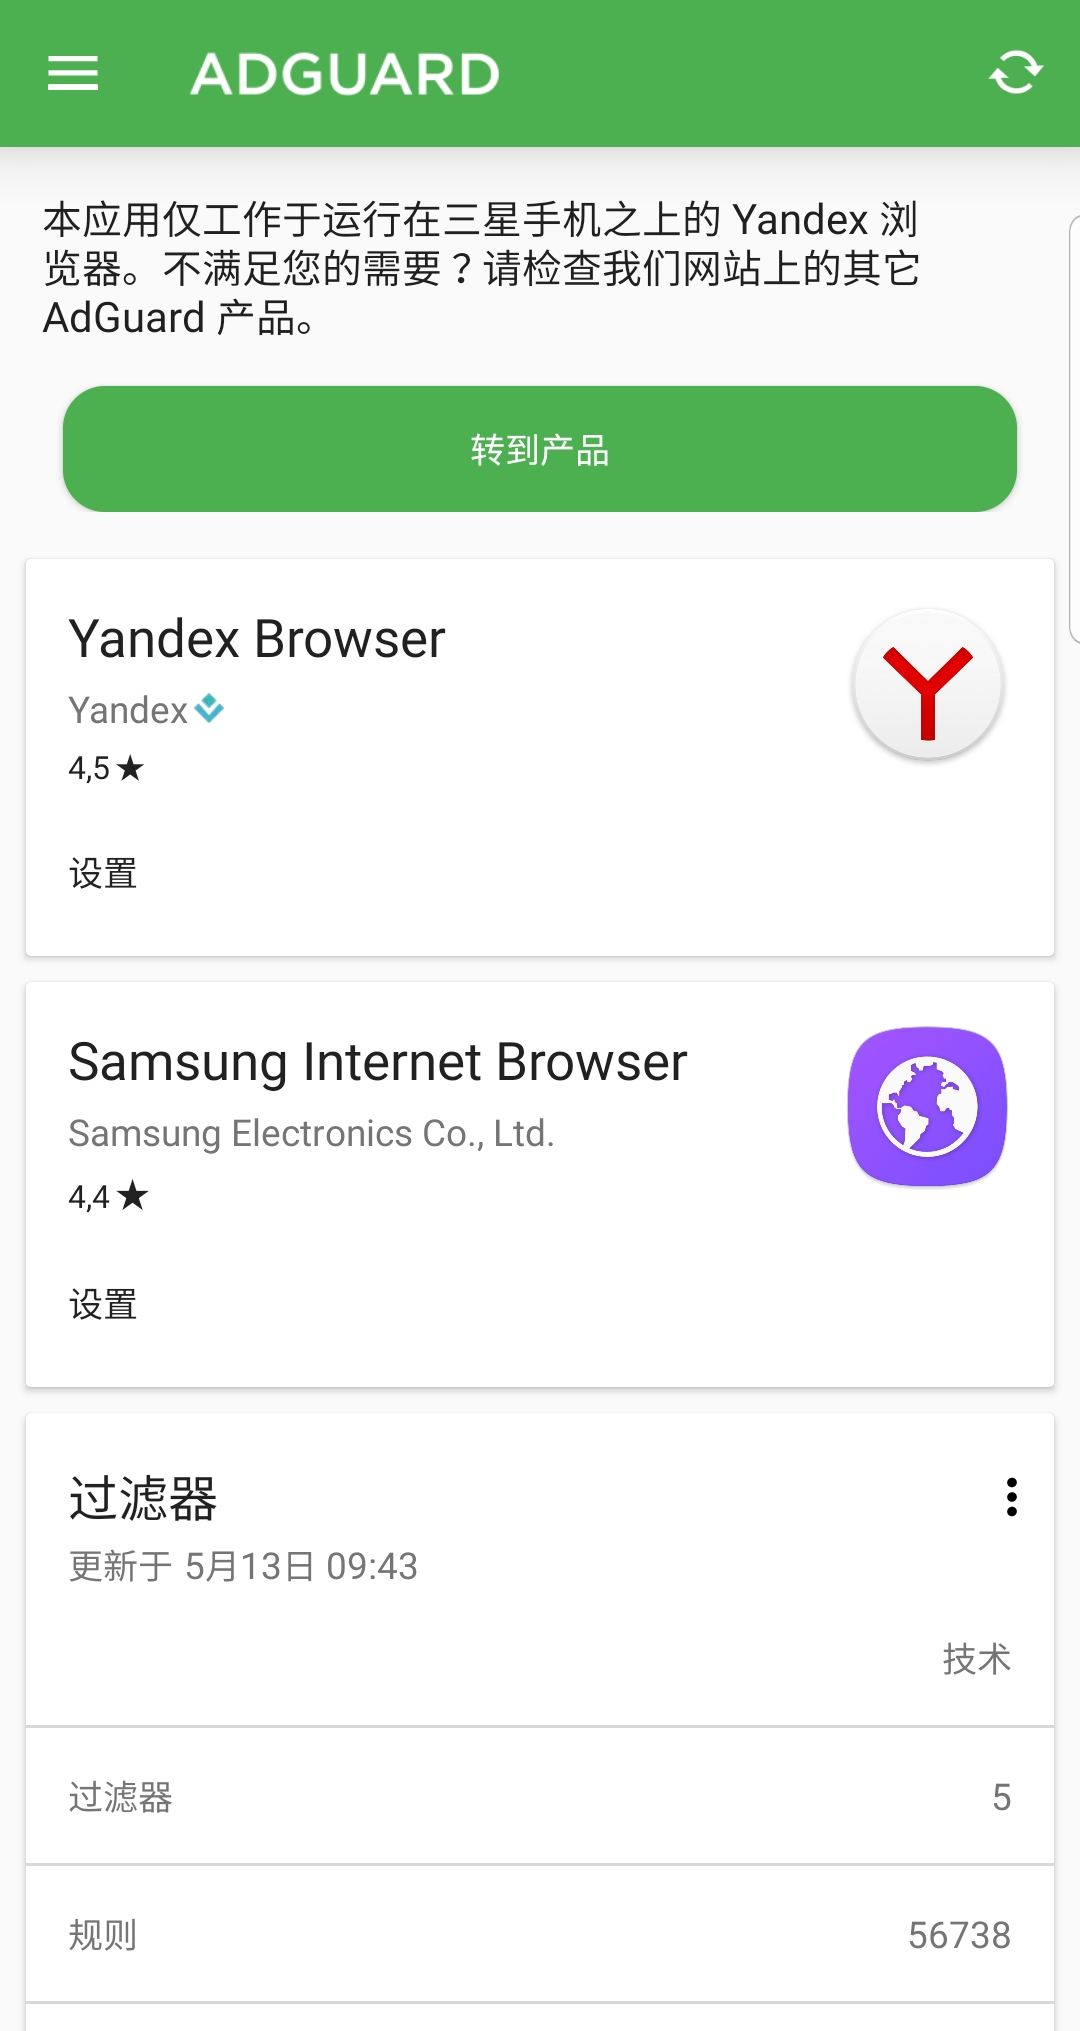 ADGUARD
本应用仅工作于运行在三星手机之上的 Yandex 浏
览器。不满足您的需要？请检查我们网站上的其它
AdGuard 产品。
转到产品
Yandex Browser
Yandex
4,5 ★
设置
Samsung Internet Browser
Samsung Electronics Co., Ltd.
4,4 ★
设置
过滤器
更新于 5月13日 09:43
技术
过滤器 5
规则 56738